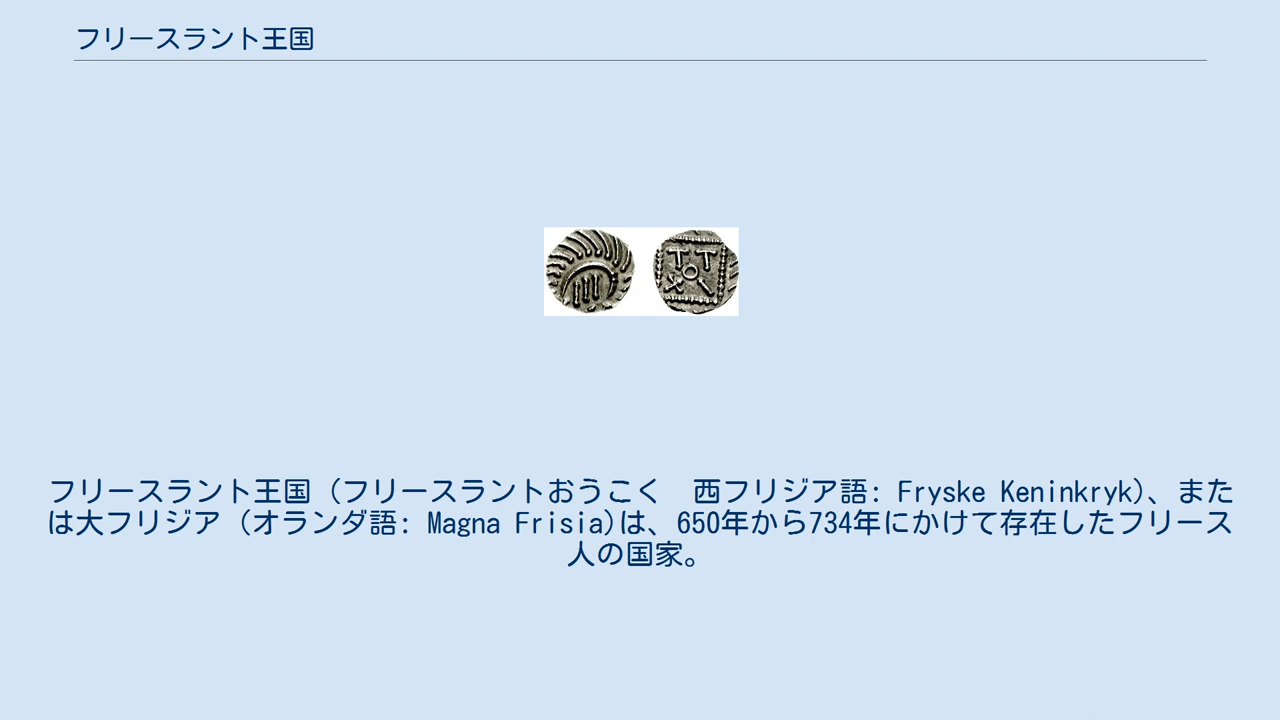 フリースラント王国
フリースラント王国（フリースラントおうこく　西フリジア語: Fryske Keninkryk)、また
は大フリジア（オランダ語: Magna Frisia)は、650年から734年にかけて存在したフリース
人の国家。